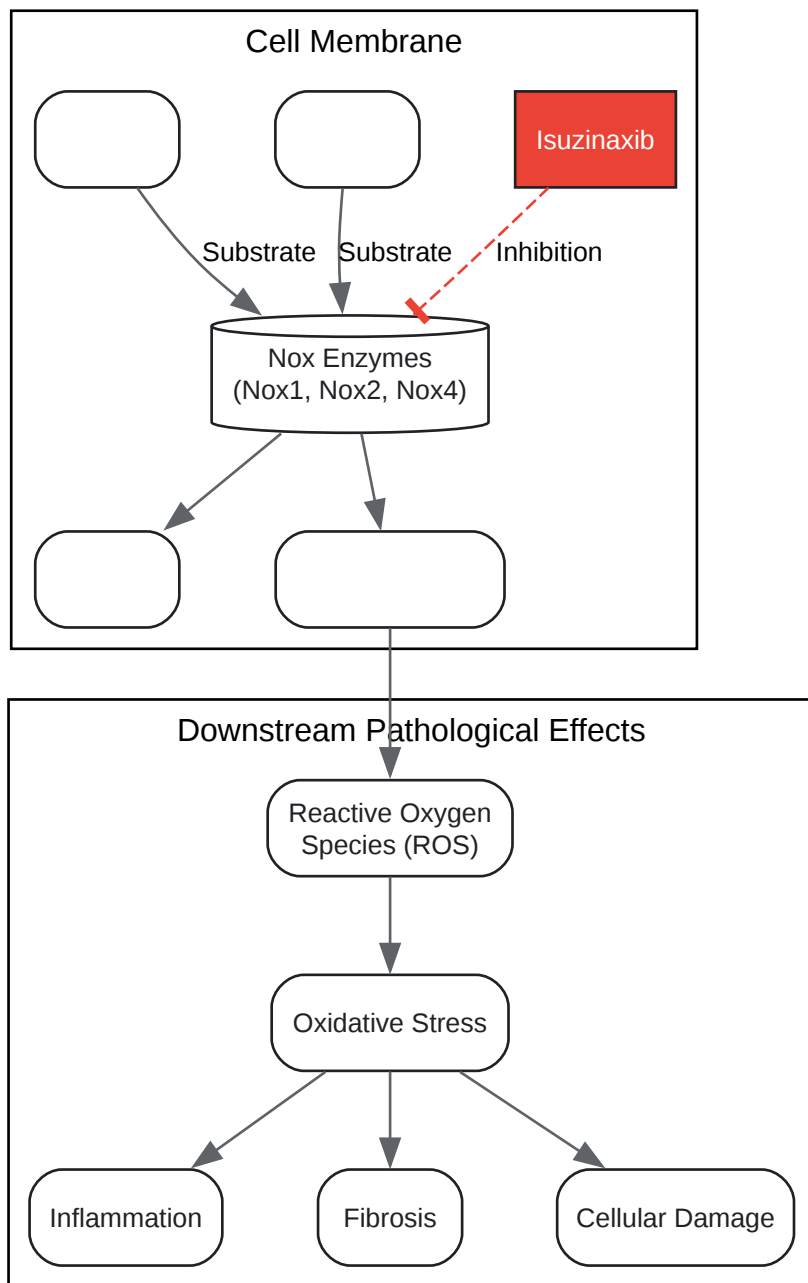 Cell Membrane
Isuzinaxib
Substrate
Substrate
Inhibition
Nox Enzymes
(Nox1, Nox2, Nox4)
Downstream Pathological Effects
Reactive Oxygen
Species (ROS)
Oxidative Stress
Inflammation
Fibrosis
Cellular Damage